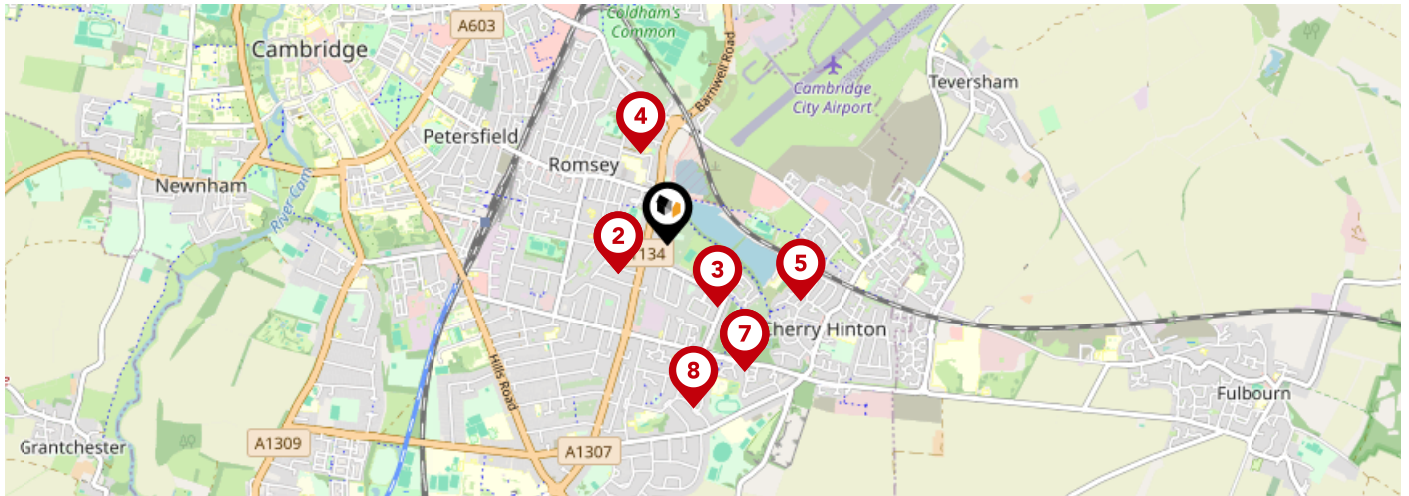 Coldham's
Common
A603
Cambridge
Barnwell Road
Cambridge
City Airport
Teversham
4
Petersfield
Romsey
Newnham
River Cam
2
134
3
5
7
Cherry Hinton
8
Hills Road
Fulbourn
Grantchester
A1309
A1307